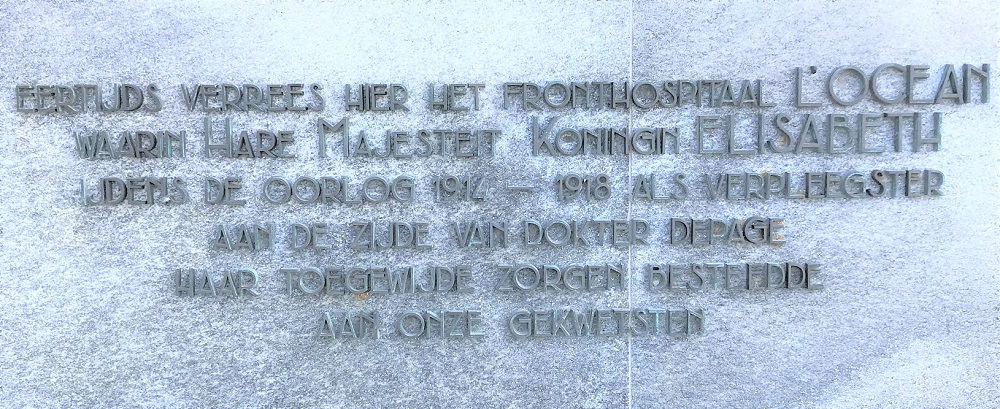 EERTIJDS VERREES HIER HET FRONTHOSPITAAL L'OCEAN
WAARIN HARE MAJESTEIT KONINGIN ELISABETH
IJDENS DE OORLOG 1914 — 1918 ALS VERPLEEGSTER
AAN DE ZIJDE VAN DOKTER DEPAGE
HAAR TOEGEWIJDE ZORGEN BESTEEDDE
AAN ONZE GEKWETSTEN